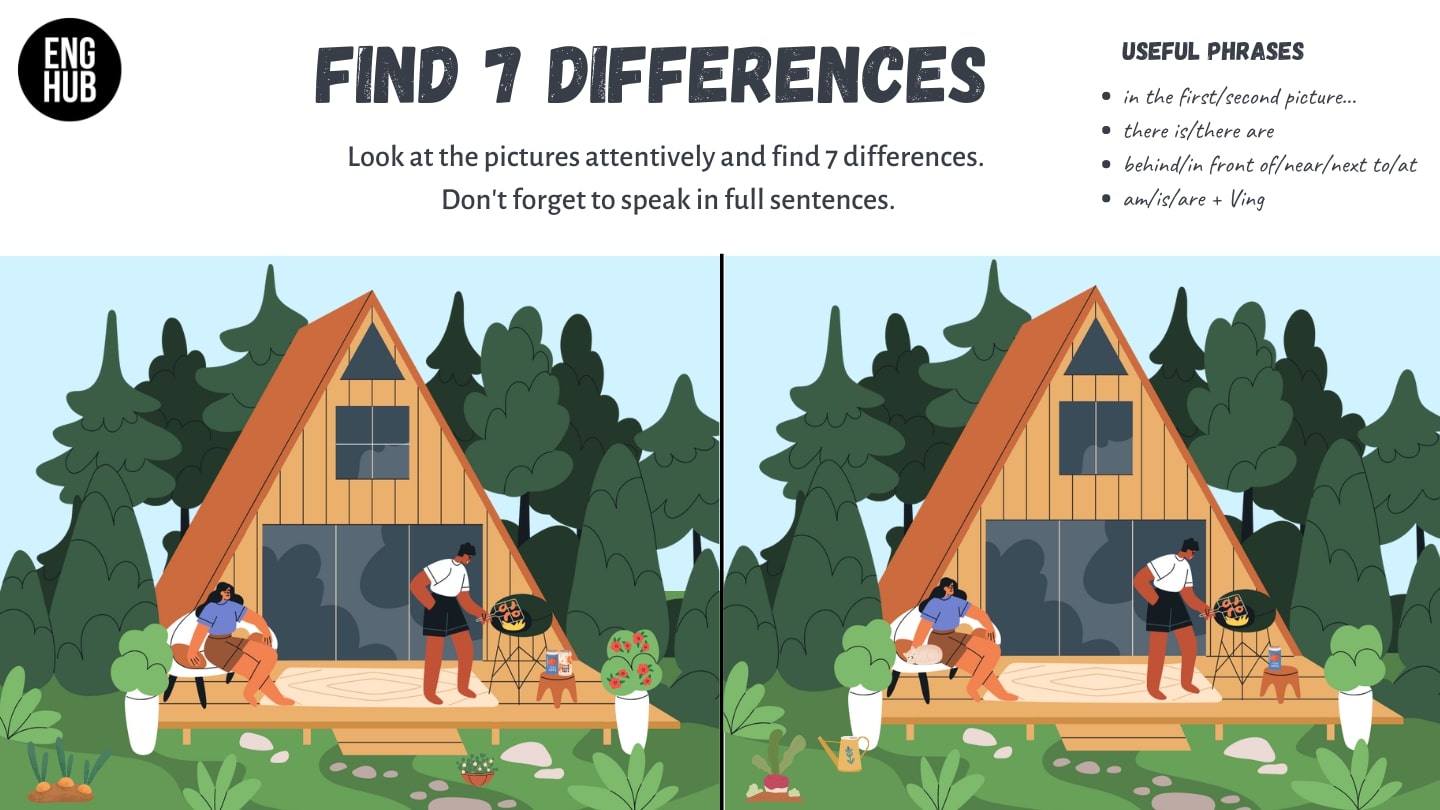 ENG
HUB
FIND 7 DIFFERENCES
Look at the pictures attentively and find 7 differences.
Don't forget to speak in full sentences.
USEFUL PHRASES
in the first/second picture...
there is/there are
behind/in front of/near/next to/at
am/is/are + Ving